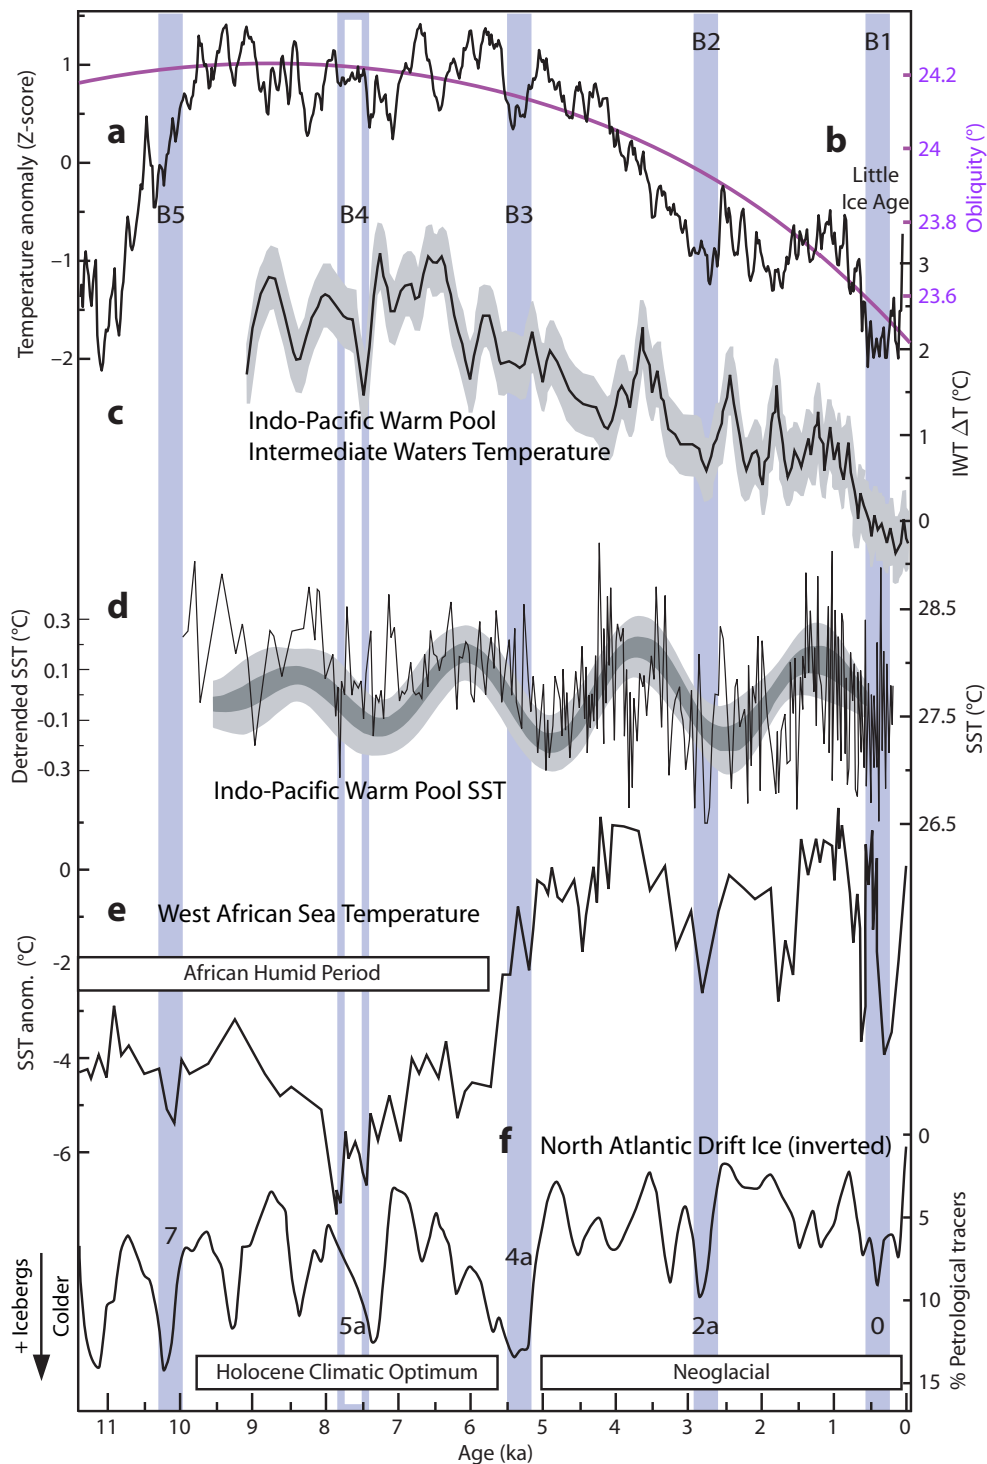 B2
B1
1
24.2
Temperature anomaly (Z-score)
a
b
24
Obliquity (°)
0
Little
Ice Age
B5
B4
B3
23.8
−1
3
23.6
−2
2
c
Indo-Pacific Warm Pool
Intermediate Waters Temperature
IWT ΔT (°C)
1
0
d
0.3
28.5
Detrended SST (°C)
0.1
-0.1
27.5
SST (°C)
-0.3
Indo-Pacific Warm Pool SST
26.5
0
e
West African Sea Temperature
SST anom. (°C)
-2
African Humid Period
-4
f
0
-6
North Atlantic Drift Ice (inverted)
7
5
4a
% Petrological tracers
+ Icebergs
Colder
10
5a
2a
0
Holocene Climatic Optimum
Neoglacial
15
11 10 9 8 7 6 5 4 3 2 1 0
Age (ka)